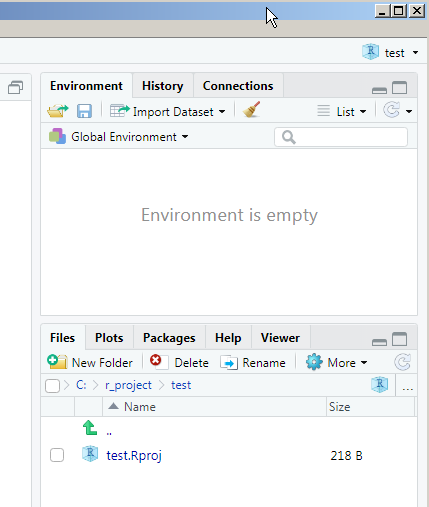 test
Environment History Connections
Import Dataset List
Global Environment
Environment is empty
Files Plots Packages Help Viewer
New Folder Delete Rename More
C: r_project test R ...
Name Size
..
R test.Rproj 218 B